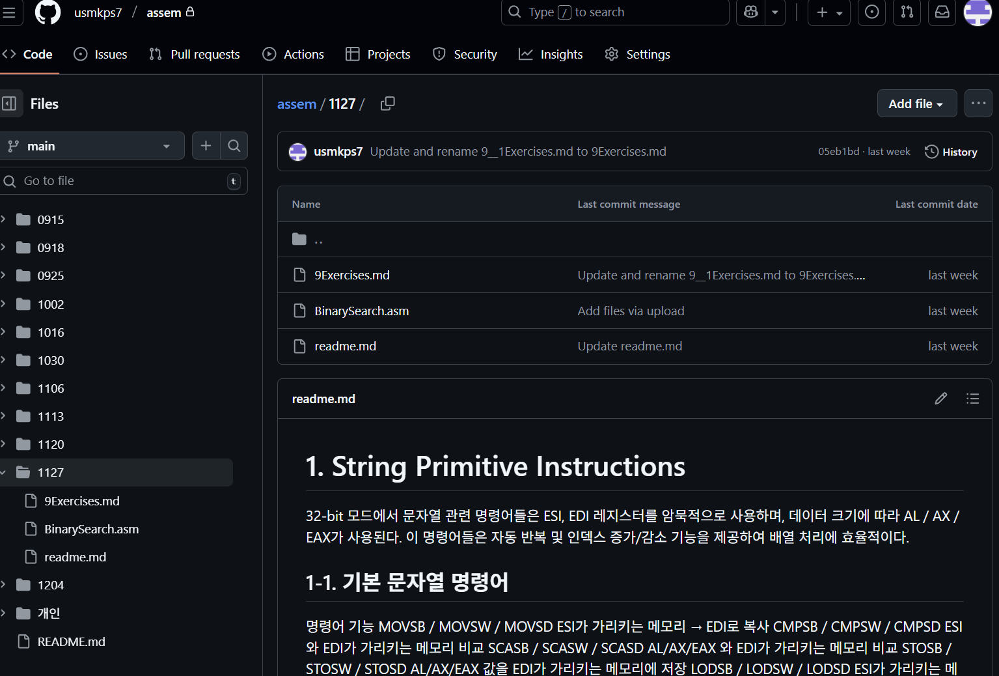 usmkps7 / assem
Type / to search
Code
Issues
Pull requests
Actions
Projects
Security
Insights
Settings
Files
main
Go to file
t
0915
0918
0925
1002
1016
1030
1106
1113
1120
1127
9Exercises.md
BinarySearch.asm
readme.md
1204
개인
README.md
assem / 1127 /
Add file
usmkps7 Update and rename 9__1Exercises.md to 9Exercises.md
05eb1bd · last week
History
Name Last commit message Last commit date
..
9Exercises.md Update and rename 9__1Exercises.md to 9Exercises.... last week
BinarySearch.asm Add files via upload last week
readme.md Update readme.md last week
readme.md
1. String Primitive Instructions
32-bit 모드에서 문자열 관련 명령어들은 ESI, EDI 레지스터를 암묵적으로 사용하며, 데이터 크기에 따라 AL / AX /
EAX가 사용된다. 이 명령어들은 자동 반복 및 인덱스 증가/감소 기능을 제공하여 배열 처리에 효율적이다.
1-1. 기본 문자열 명령어
명령어 기능 MOVSB / MOVSW / MOVSD ESI가 가리키는 메모리 → EDI로 복사 CMPSB / CMPSW / CMPSD ESI
와 EDI가 가리키는 메모리 비교 SCASB / SCASW / SCASD AL/AX/EAX 와 EDI가 가리키는 메모리 비교 STOSB /
STOSW / STOSD AL/AX/EAX 값을 EDI가 가리키는 메모리에 저장 LODSB / LODSW / LODSD ESI가 가리키는 메